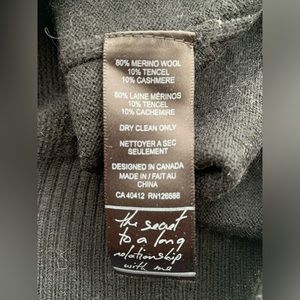 80% MERINO WOOL
10% TENCEL
10% CASHMERE
80% LAINE MÉRINOS
10% TENCEL
10% CACHEMIRE
DRY CLEAN ONLY
NETTOYER A SEC
SEULEMENT
DESIGNED IN CANADA
MADE IN / FAIT AU
CHINA
CA 40412 RN126588
the secret
to a long
relationship
with me